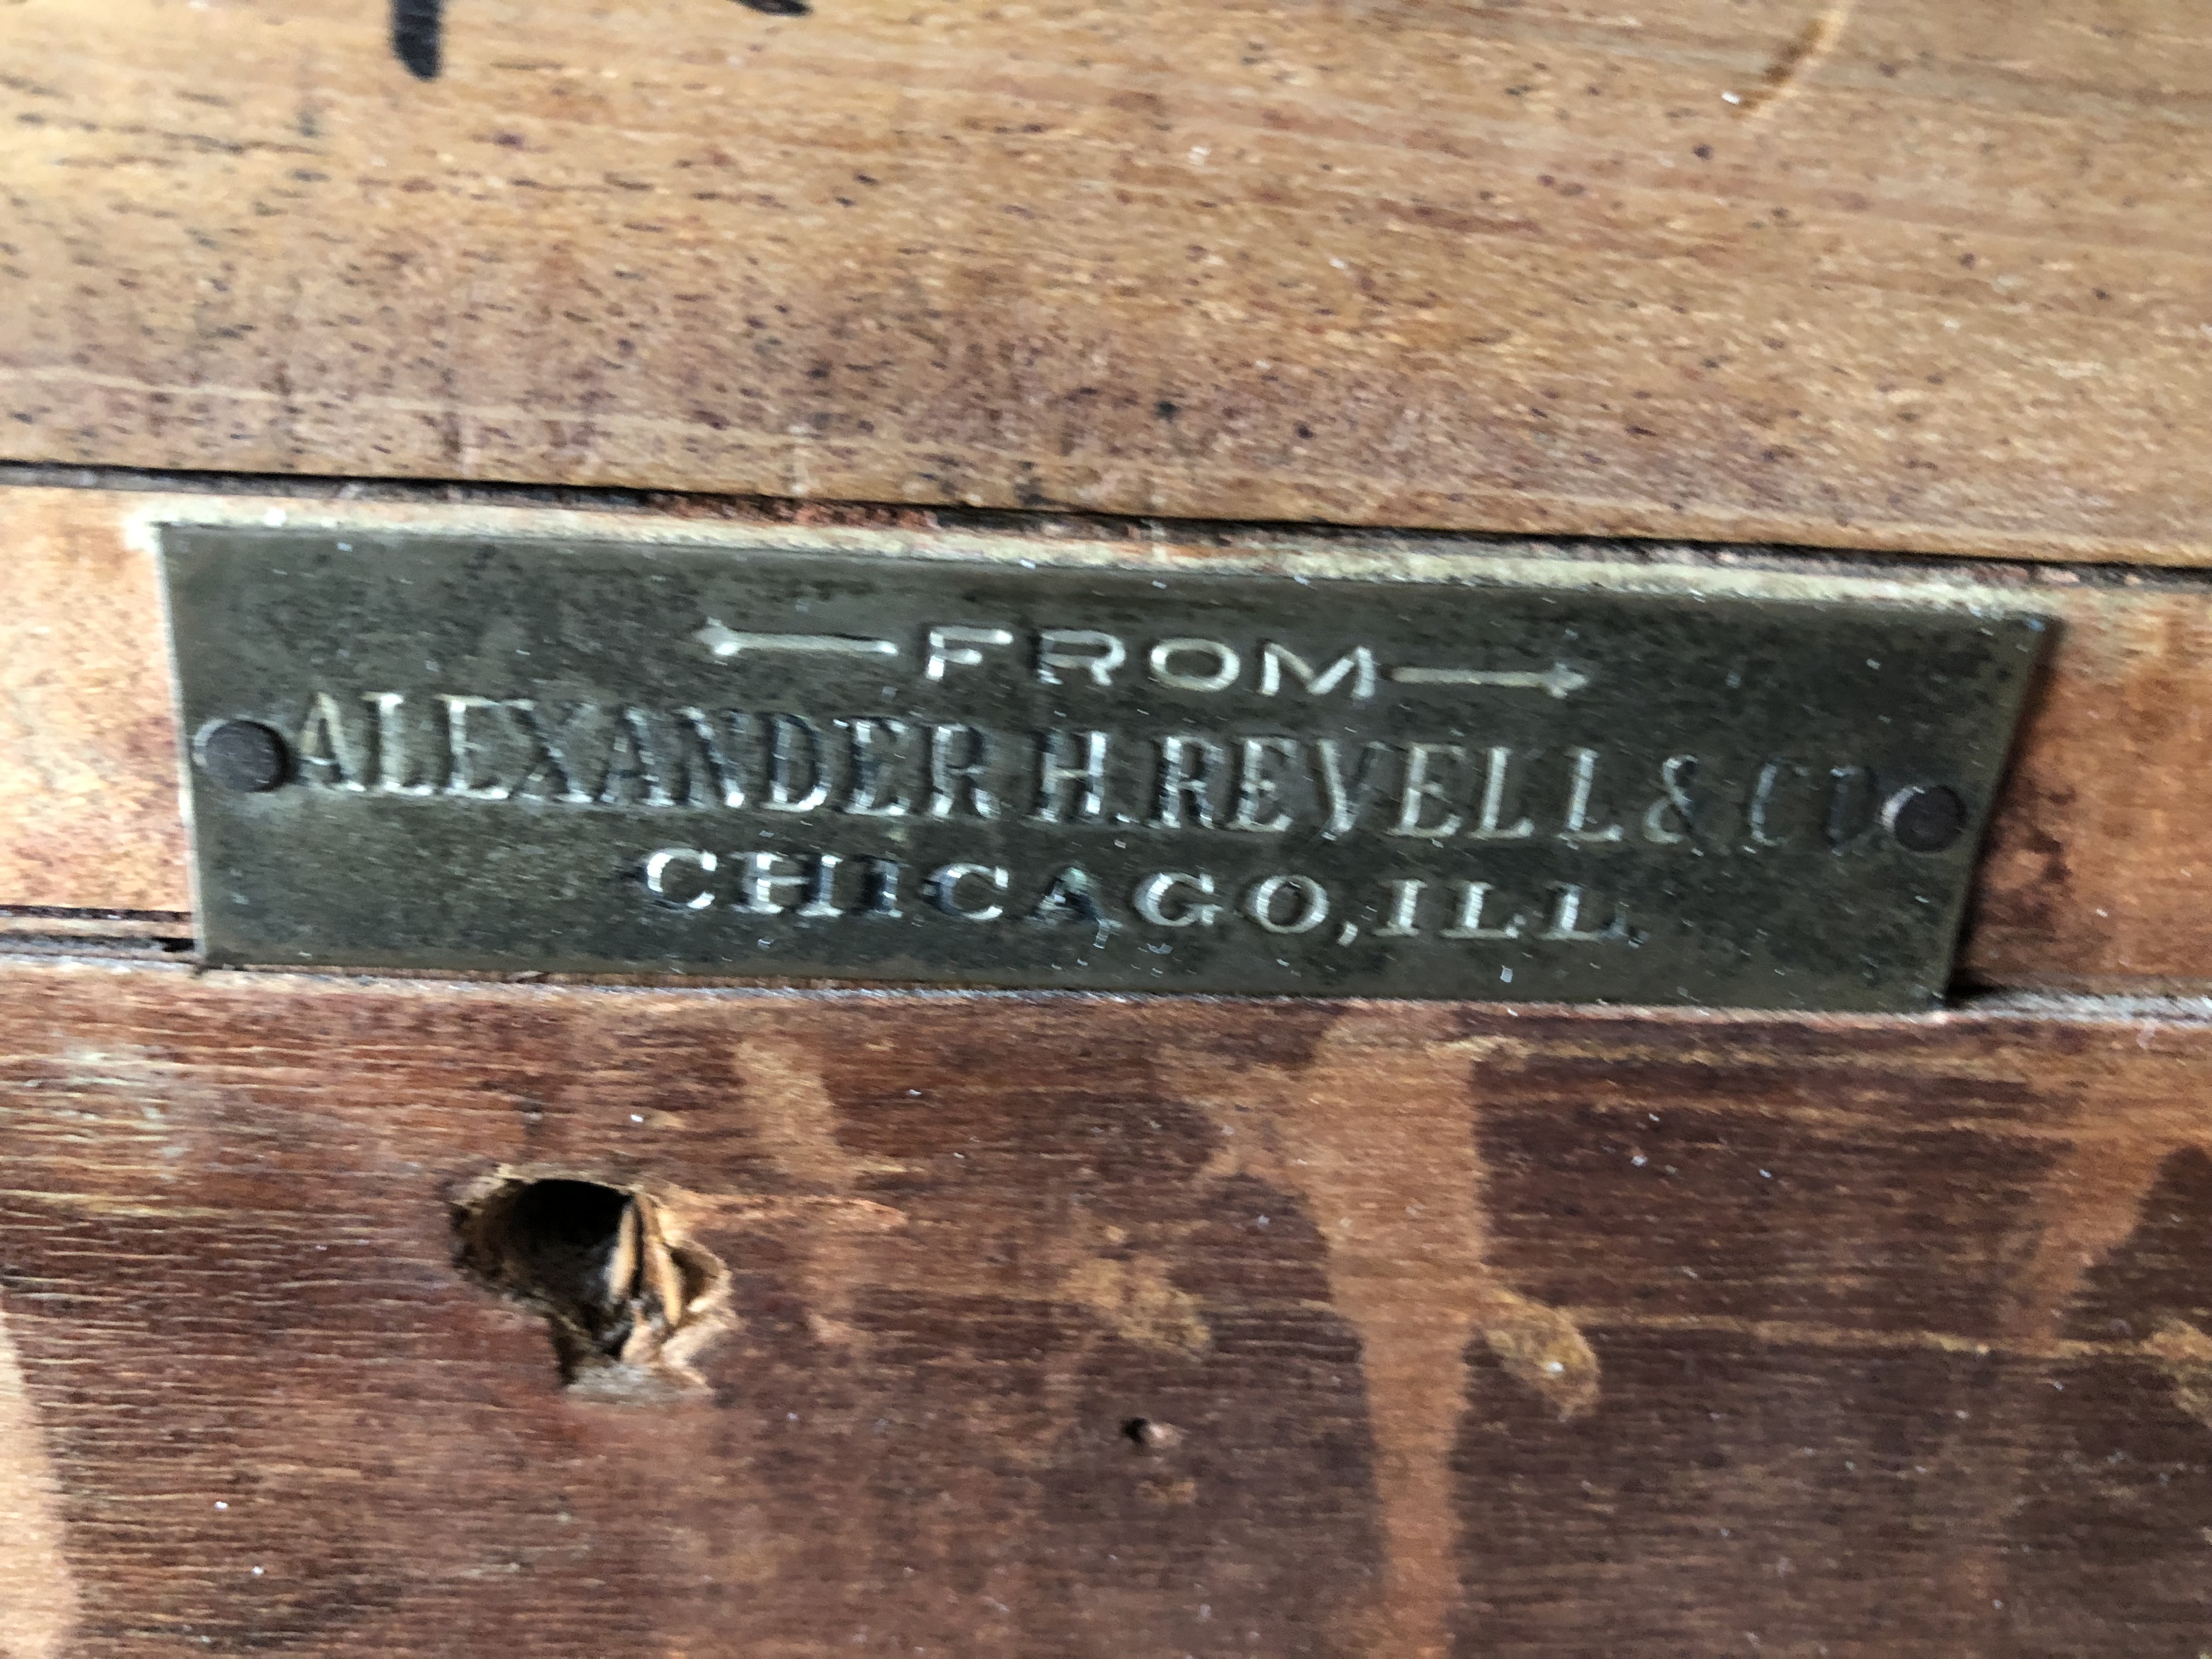 FROM
ALEXANDER H. REVELL & CO.
CHICAGO, ILL.